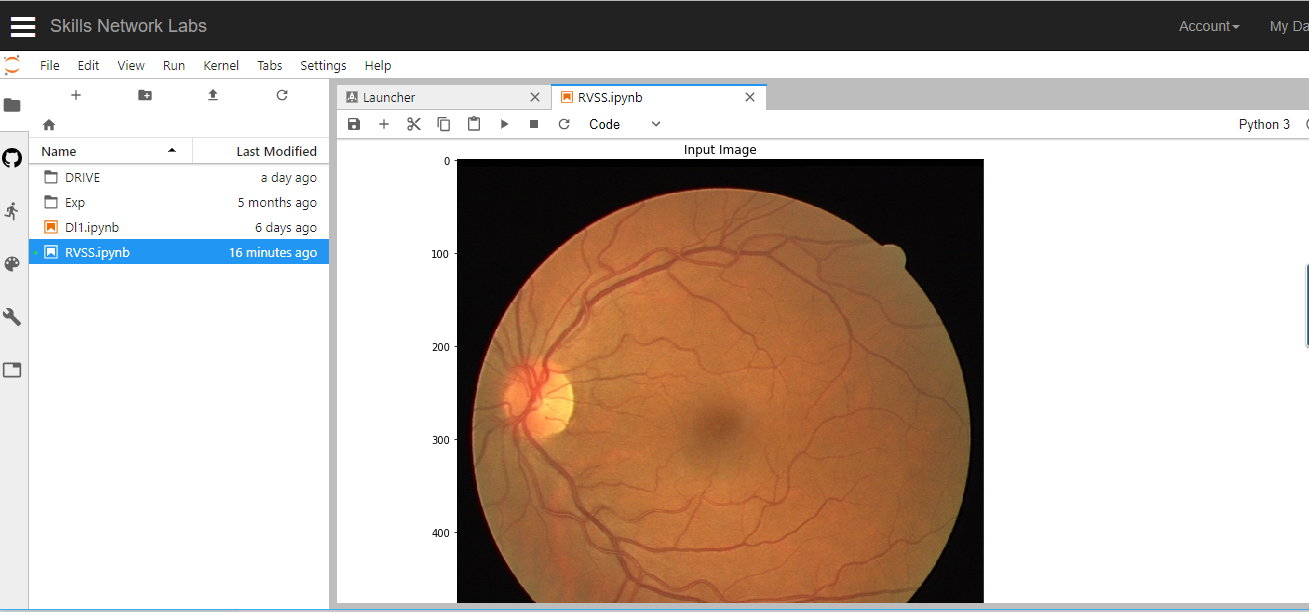 Skills Network Labs Account My Da
File Edit View Run Kernel Tabs Settings Help
Launcher RVSS.ipynb
Code Python 3
Name Last Modified
DRIVE a day ago
Exp 5 months ago
Dl1.ipynb 6 days ago
RVSS.ipynb 16 minutes ago
Input Image
0
100
200
300
400